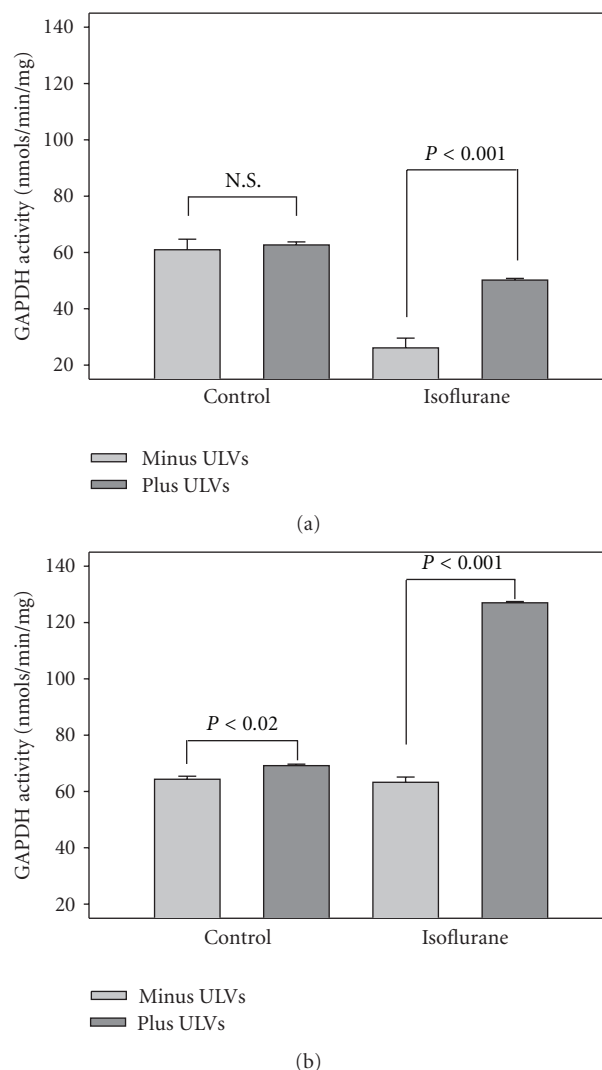 140
120
P < 0.001
100
N.S.
80
60
40
20
GAPDH activity (nmols/min/mg)
Control
Isoflurane
Minus ULVs
Plus ULVs
(a)
140
P < 0.001
120
100
P < 0.02
80
60
40
20
GAPDH activity (nmols/min/mg)
Control
Isoflurane
Minus ULVs
Plus ULVs
(b)